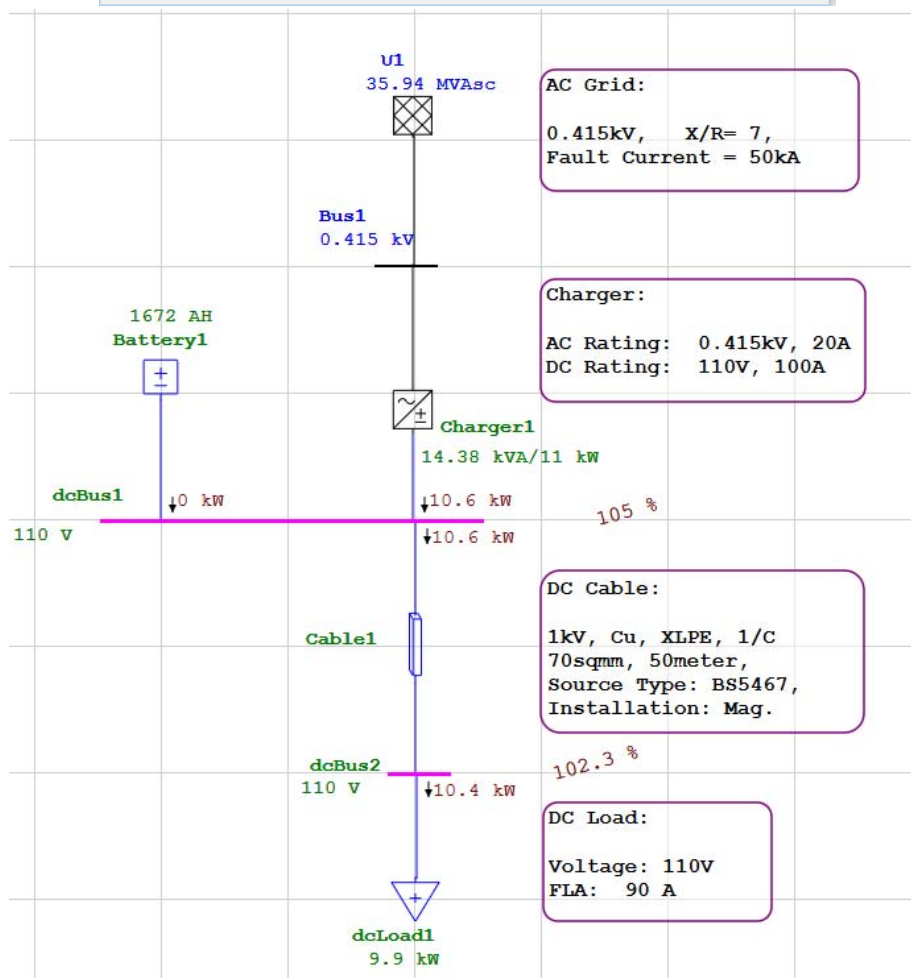 U1
35.94 MVAsc
AC Grid:
0.415kV, X/R= 7,
Fault Current = 50kA
Bus1
0.415 kV
Charger:
AC Rating: 0.415kV, 20A
DC Rating: 110V, 100A
1672 AH
Battery1
Charger1
14.38 kVA/11 kW
dcBus1
0 kW
10.6 kW
105 %
110 V
10.6 kW
DC Cable:
1kV, Cu, XLPE, 1/C
70sqmm, 50meter,
Source Type: BS5467,
Installation: Mag.
Cable1
dcBus2
102.3 %
110 V
10.4 kW
DC Load:
Voltage: 110V
FLA: 90 A
dcLoad1
9.9 kW